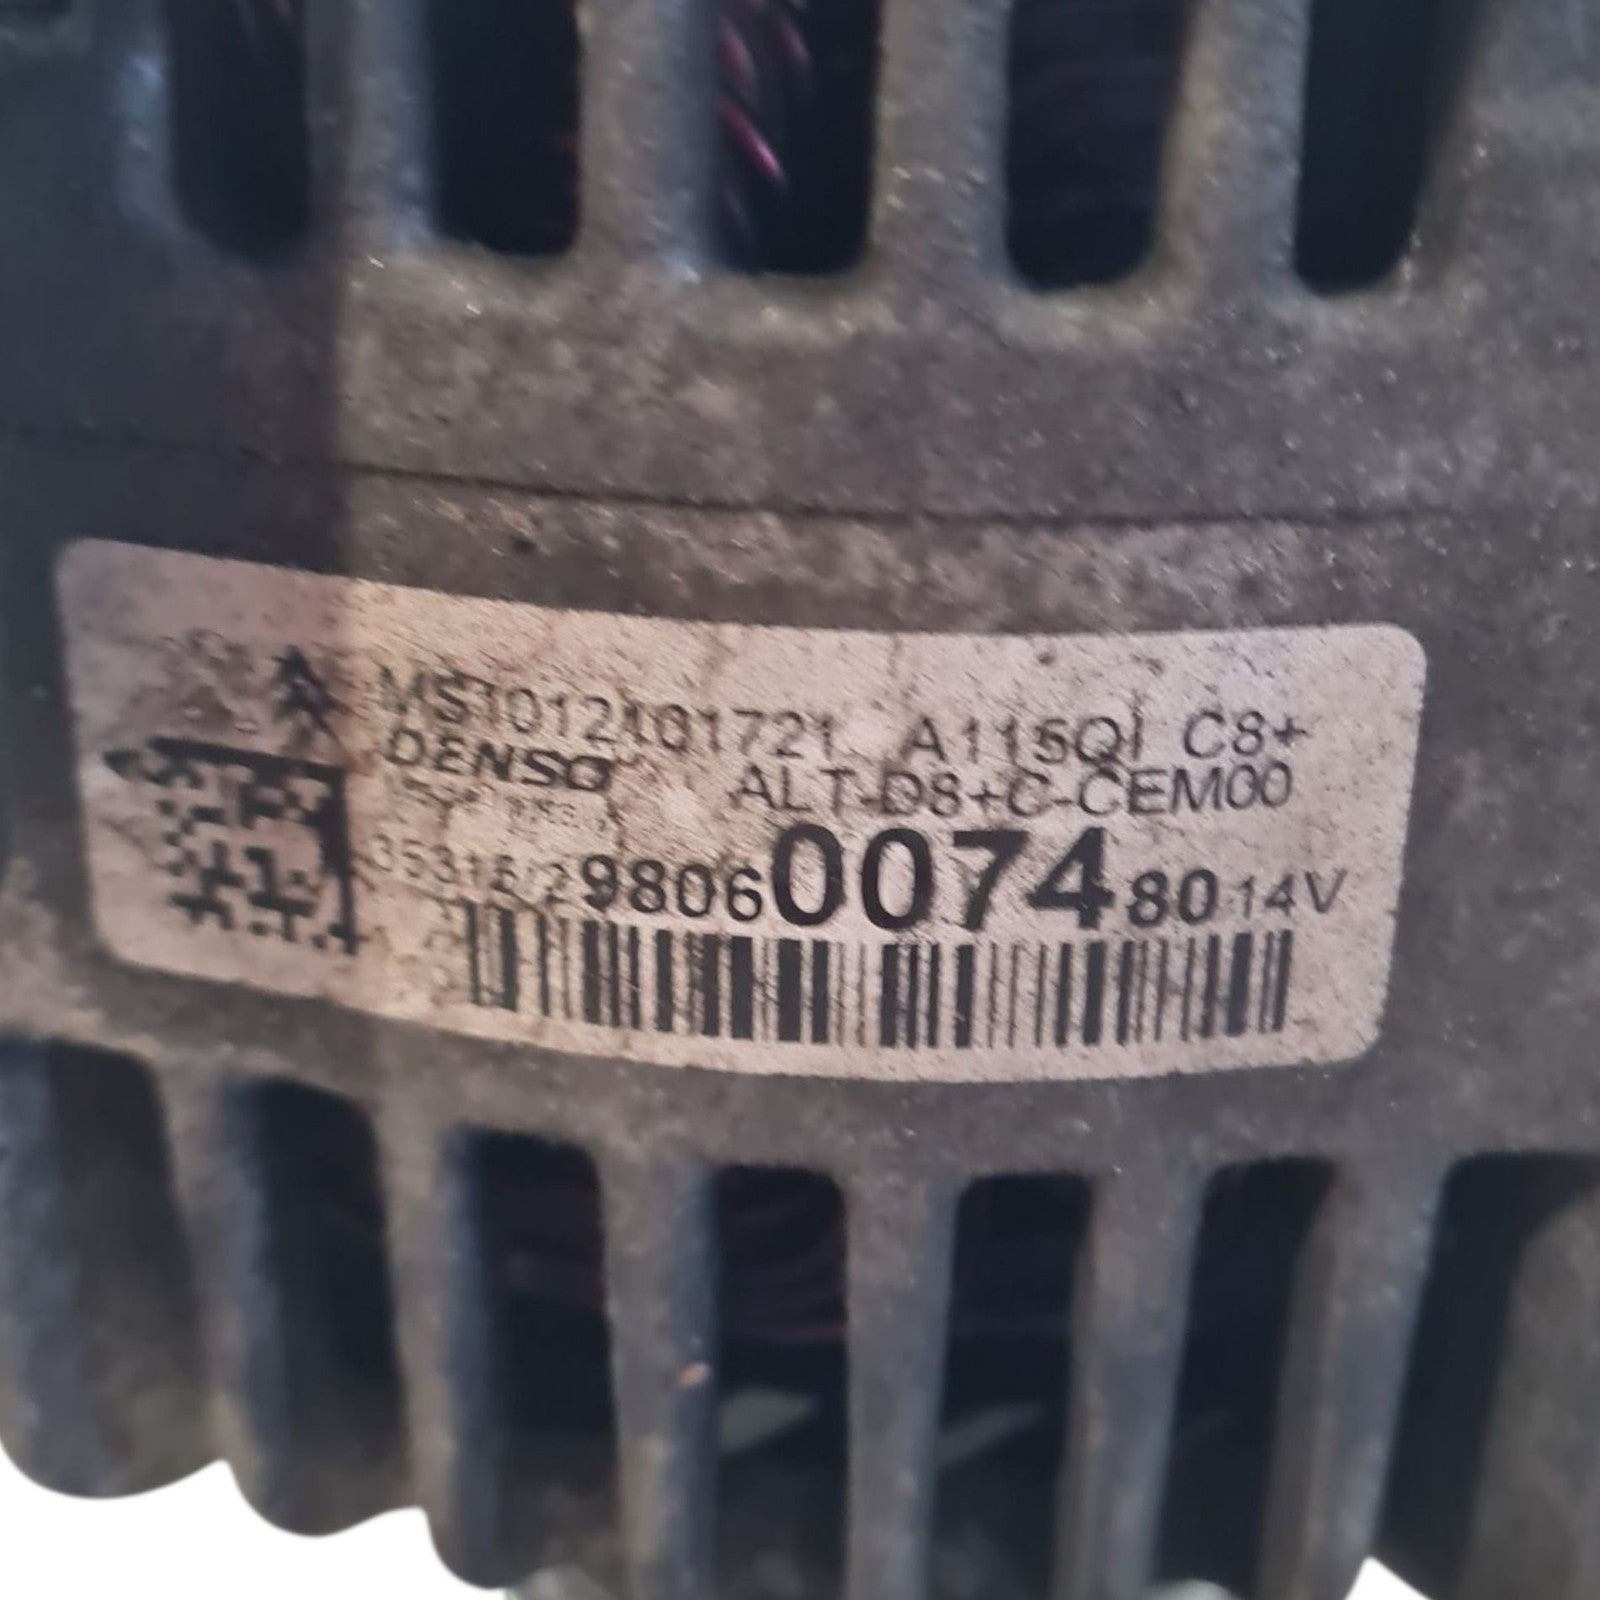 MS1012101721 A115QI C8+
DENSO ALT-D8+C-CEM00
9806007480 14V